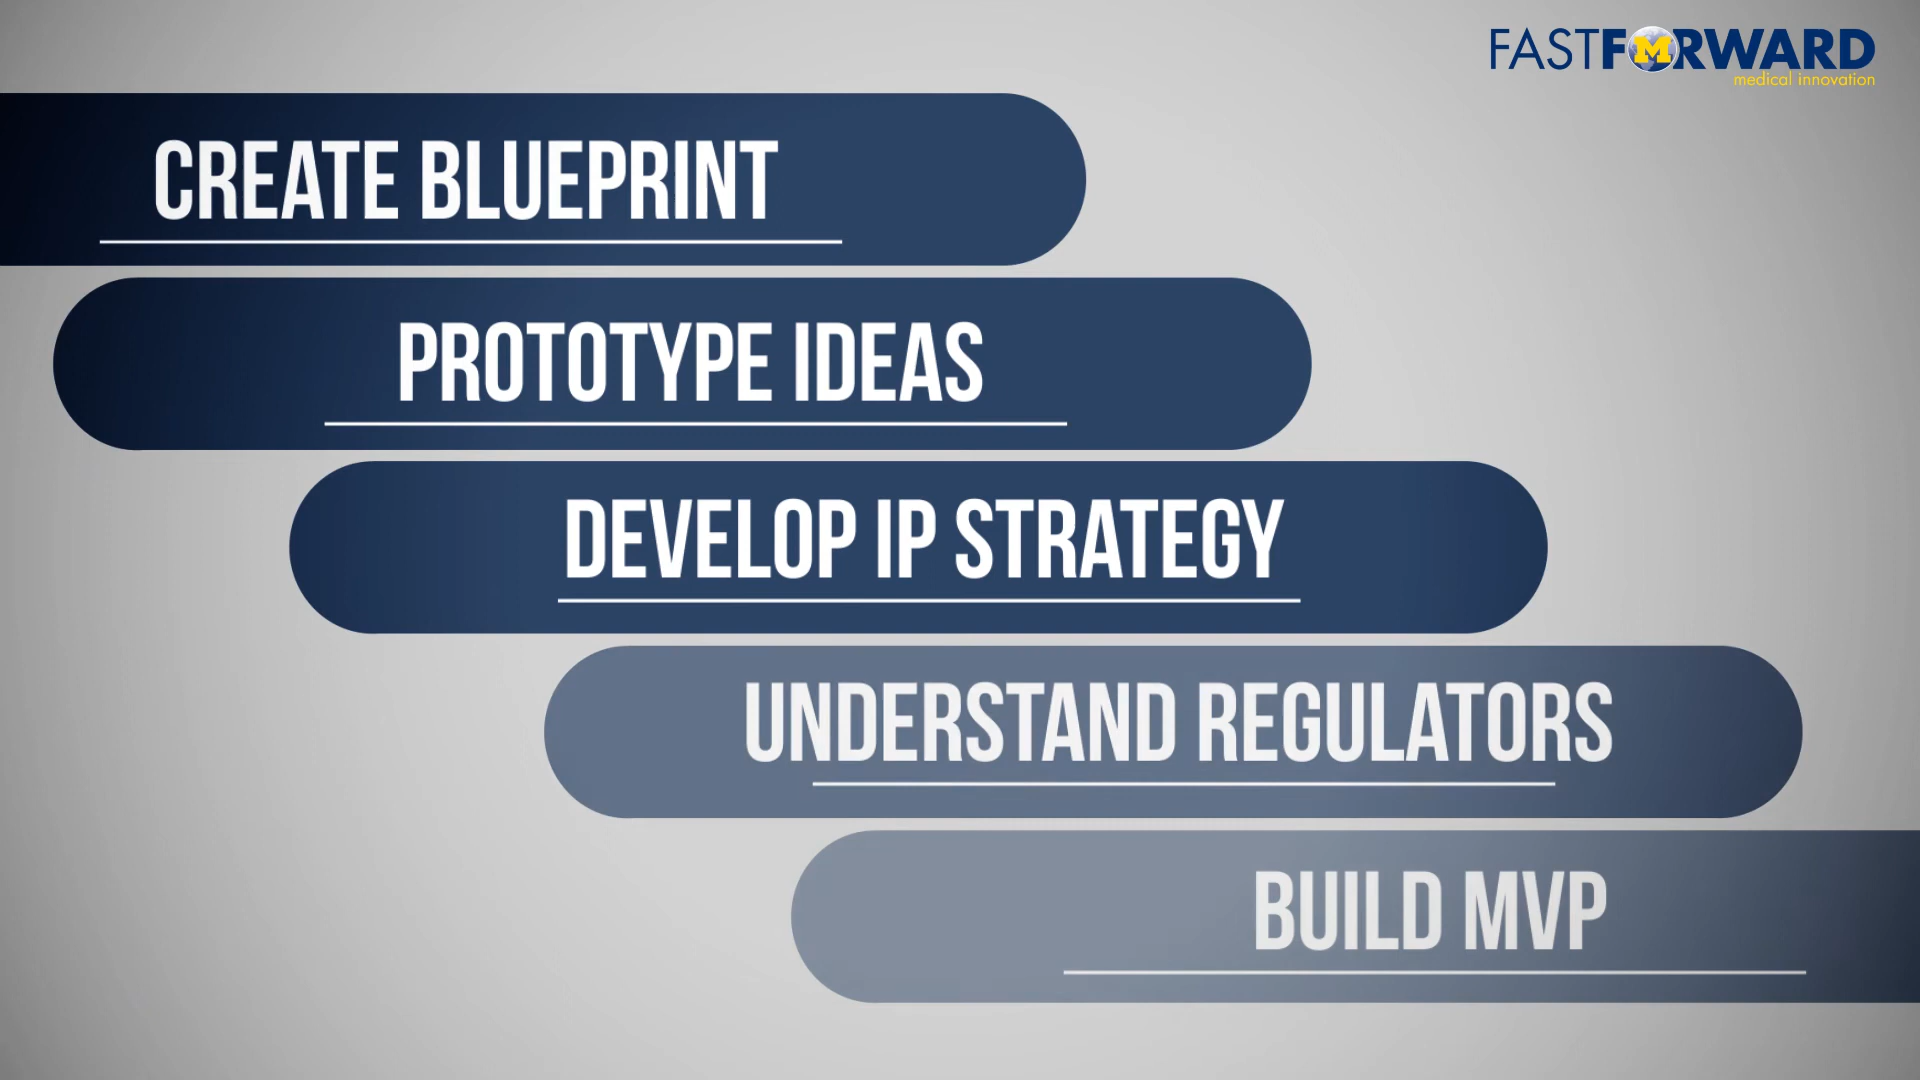 FASTFORWARD
medical innovation
CREATE BLUEPRINT
PROTOTYPE IDEAS
DEVELOP IP STRATEGY
UNDERSTAND REGULATORS
BUILD MVP